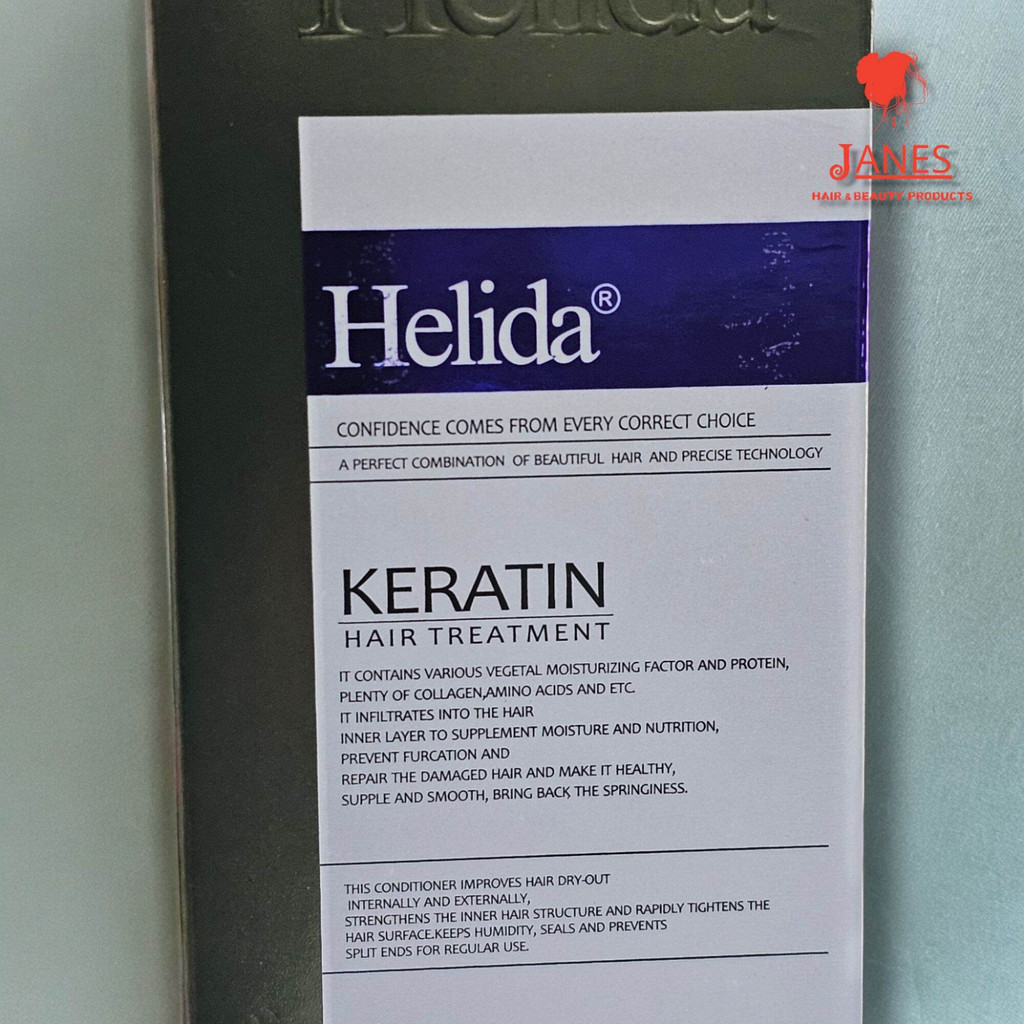 Helida
JANES
HAIR & BEAUTY PRODUCTS
Helida®
CONFIDENCE COMES FROM EVERY CORRECT CHOICE
A PERFECT COMBINATION OF BEAUTIFUL HAIR AND PRECISE TECHNOLOGY
KERATIN
HAIR TREATMENT
IT CONTAINS VARIOUS VEGETAL MOISTURIZING FACTOR AND PROTEIN,
PLENTY OF COLLAGEN,AMINO ACIDS AND ETC.
IT INFILTRATES INTO THE HAIR
INNER LAYER TO SUPPLEMENT MOISTURE AND NUTRITION,
PREVENT FURCATION AND
REPAIR THE DAMAGED HAIR AND MAKE IT HEALTHY,
SUPPLE AND SMOOTH, BRING BACK THE SPRINGINESS.
THIS CONDITIONER IMPROVES HAIR DRY-OUT
INTERNALLY AND EXTERNALLY,
STRENGTHENS THE INNER HAIR STRUCTURE AND RAPIDLY TIGHTENS THE
HAIR SURFACE.KEEPS HUMIDITY, SEALS AND PREVENTS
SPLIT ENDS FOR REGULAR USE.